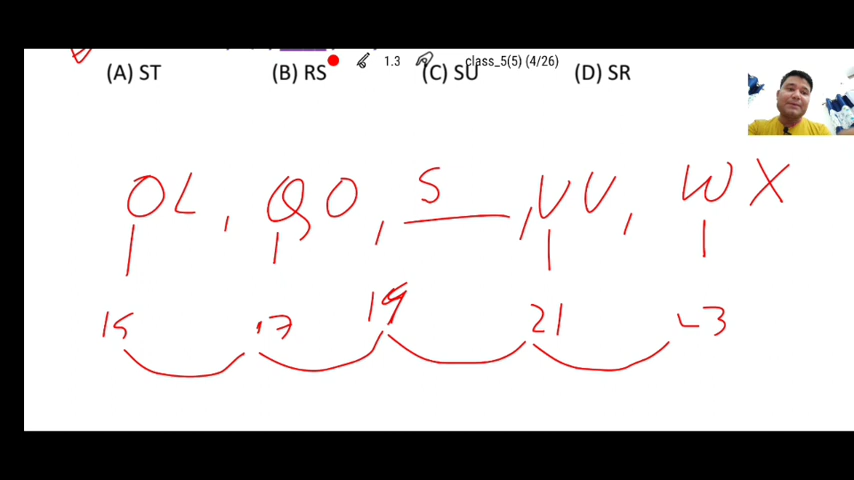 1.3 class_5(5) (4/26)
(A) ST (B) RS (C) SU (D) SR
OL, QO, S__, UU, WX
15 17 19 21 23